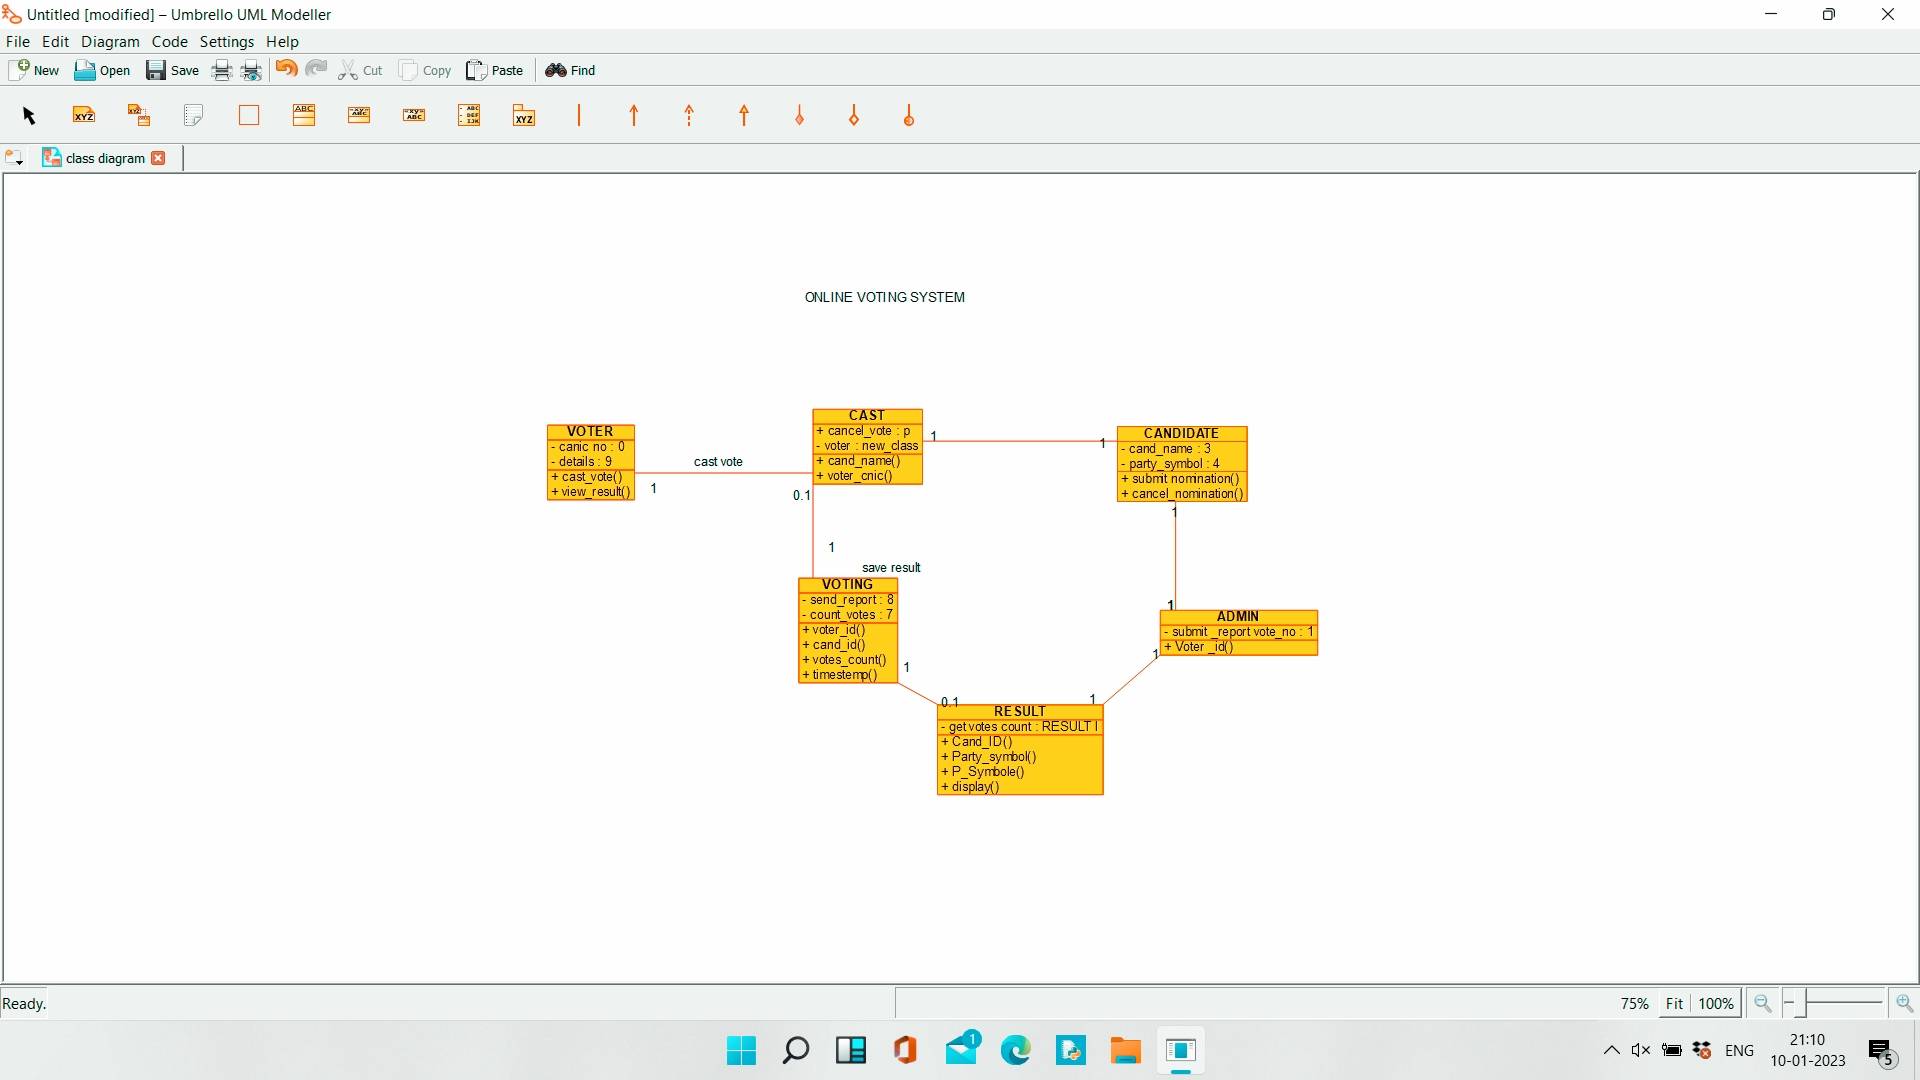 Untitled [modified] – Umbrello UML Modeller
File Edit Diagram Code Settings Help
New Open Save Cut Copy Paste Find
XYZ XYZ ABC XYZ
class diagram
ONLINE VOTING SYSTEM
VOTER
- canic no : 0
- details : 9
+ cast_vote()
+ view_result()
cast vote
1
0.1
CAST
+ cancel_vote : p
- voter : new_class
+ cand_name()
+ voter_cnic()
1
1
CANDIDATE
- cand_name : 3
- party_symbol : 4
+ submit nomination()
+ cancel_nomination()
1
1
save result
VOTING
- send_report : 8
- count_votes : 7
+ voter_id()
+ cand_id()
+ votes_count()
+ timestemp()
1
1
ADMIN
- submit _report vote_no : 1
+ Voter _id()
1
0.1
1
RESULT
- get votes count : RESULT I
+ Cand_ID()
+ Party_symbol()
+ P_Symbole()
+ display()
Ready.
75% Fit 100%
1
ENG
21:10
10-01-2023
5